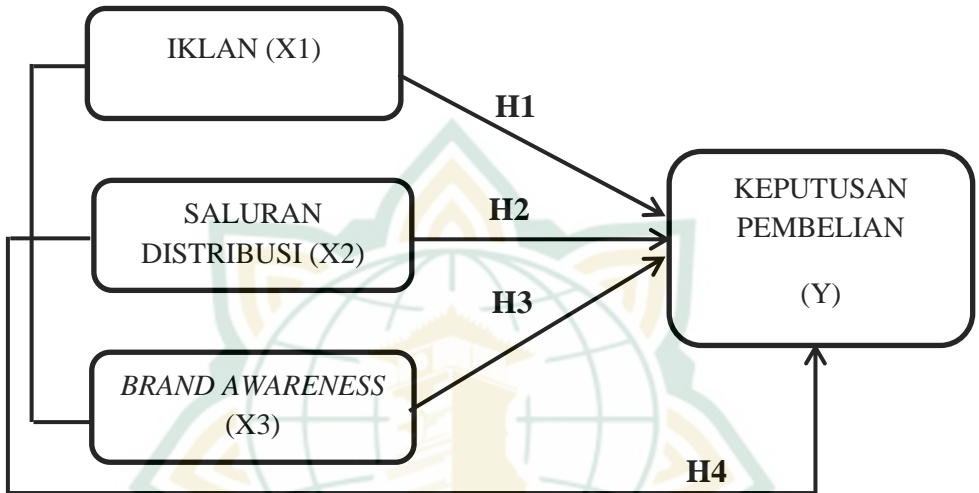 IKLAN (X1)
H1
SALURAN
DISTRIBUSI (X2)
H2
KEPUTUSAN
PEMBELIAN
(Y)
H3
BRAND AWARENESS
(X3)
H4